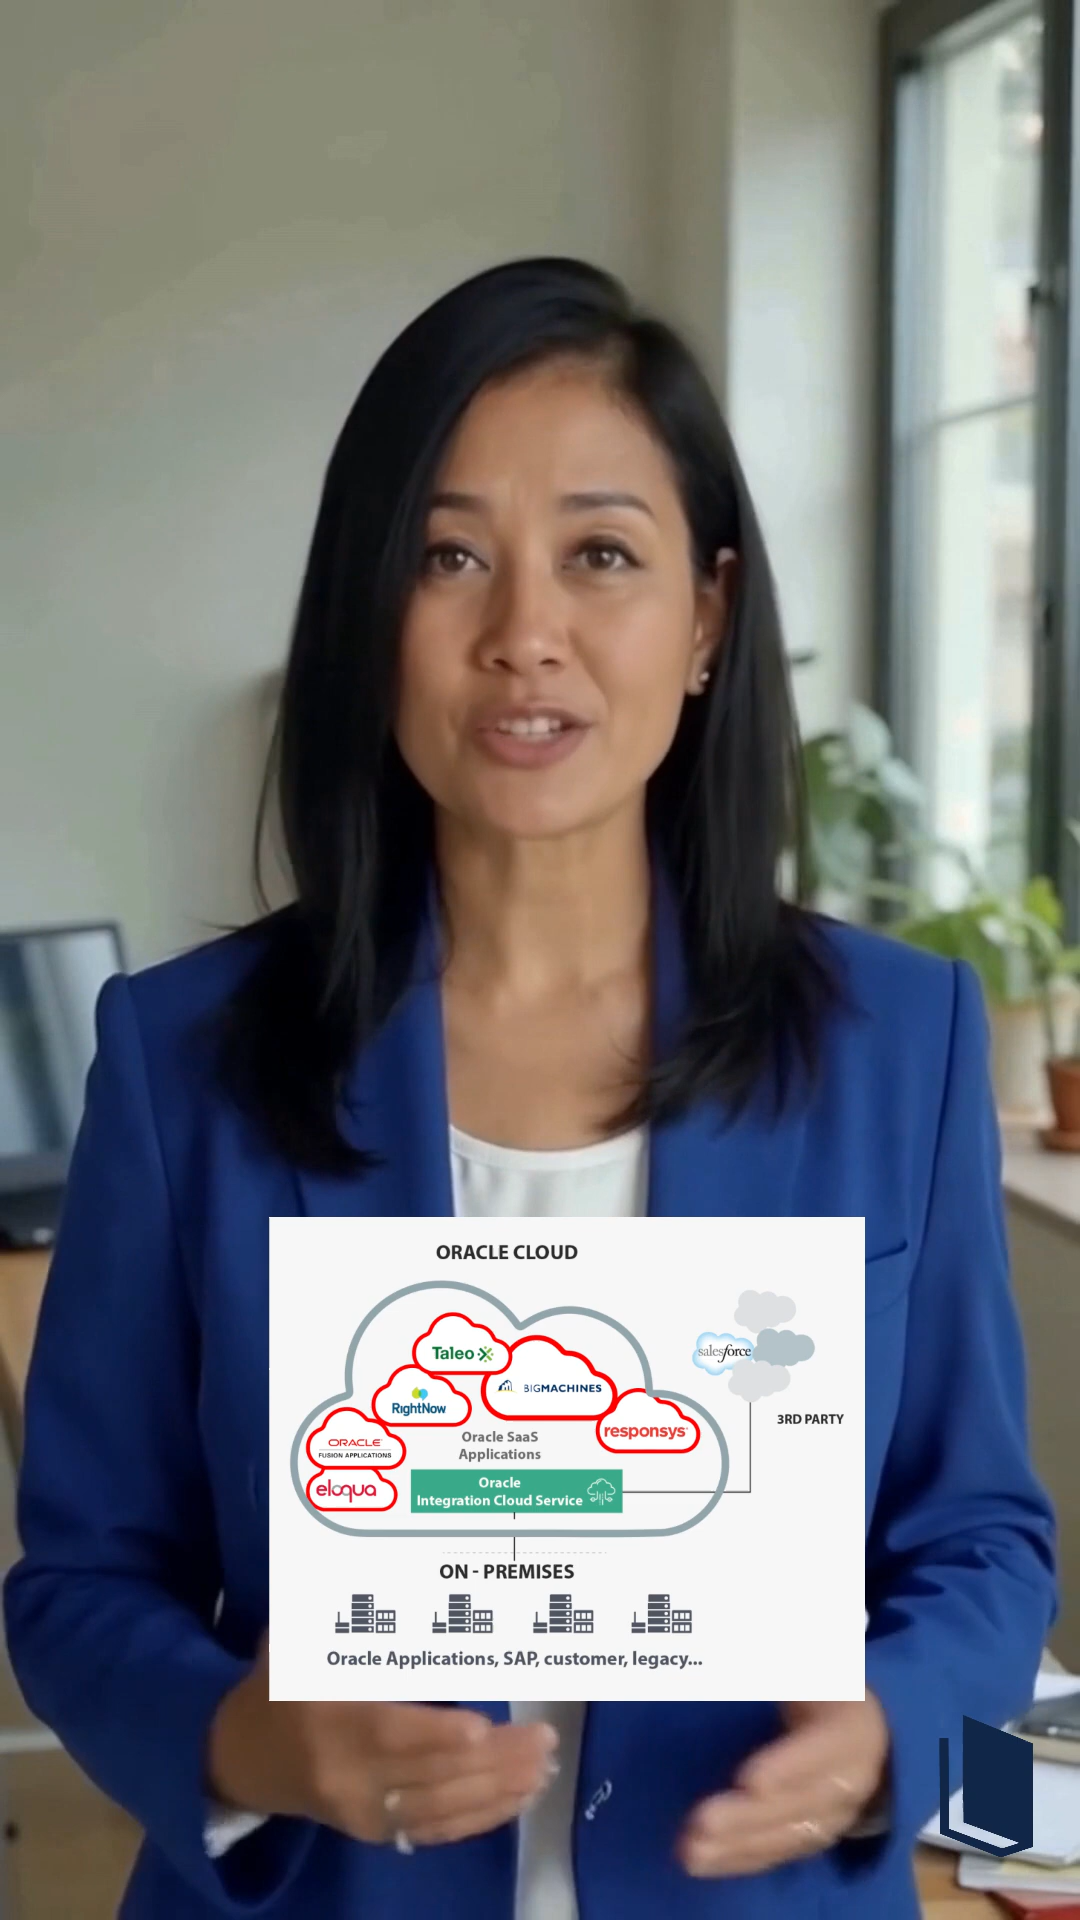 ORACLE CLOUD
Taleo
BIGMACHINES
RightNow
responsys
ORACLE
FUSION APPLICATIONS
eloqua
Oracle SaaS
Applications
Oracle
Integration Cloud Service
salesforce
3RD PARTY
ON - PREMISES
Oracle Applications, SAP, customer, legacy...